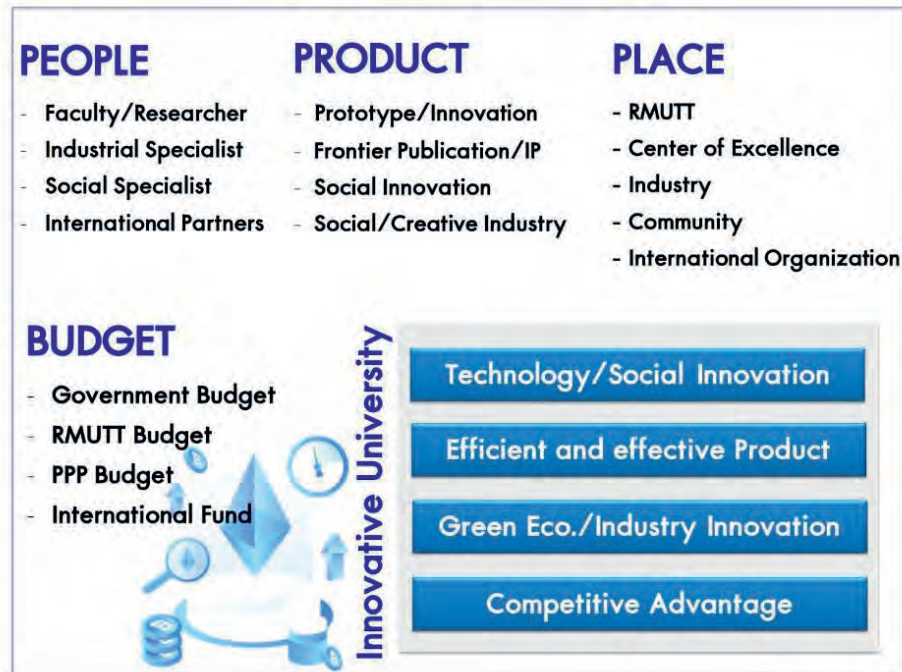 PEOPLE
- Faculty/Researcher
- Industrial Specialist
- Social Specialist
- International Partners
PRODUCT
- Prototype/Innovation
- Frontier Publication/IP
- Social Innovation
- Social/Creative Industry
PLACE
- RMUTT
- Center of Excellence
- Industry
- Community
- International Organization
BUDGET
- Government Budget
- RMUTT Budget
- PPP Budget
- International Fund
Innovative University
Technology/Social Innovation
Efficient and effective Product
Green Eco./Industry Innovation
Competitive Advantage